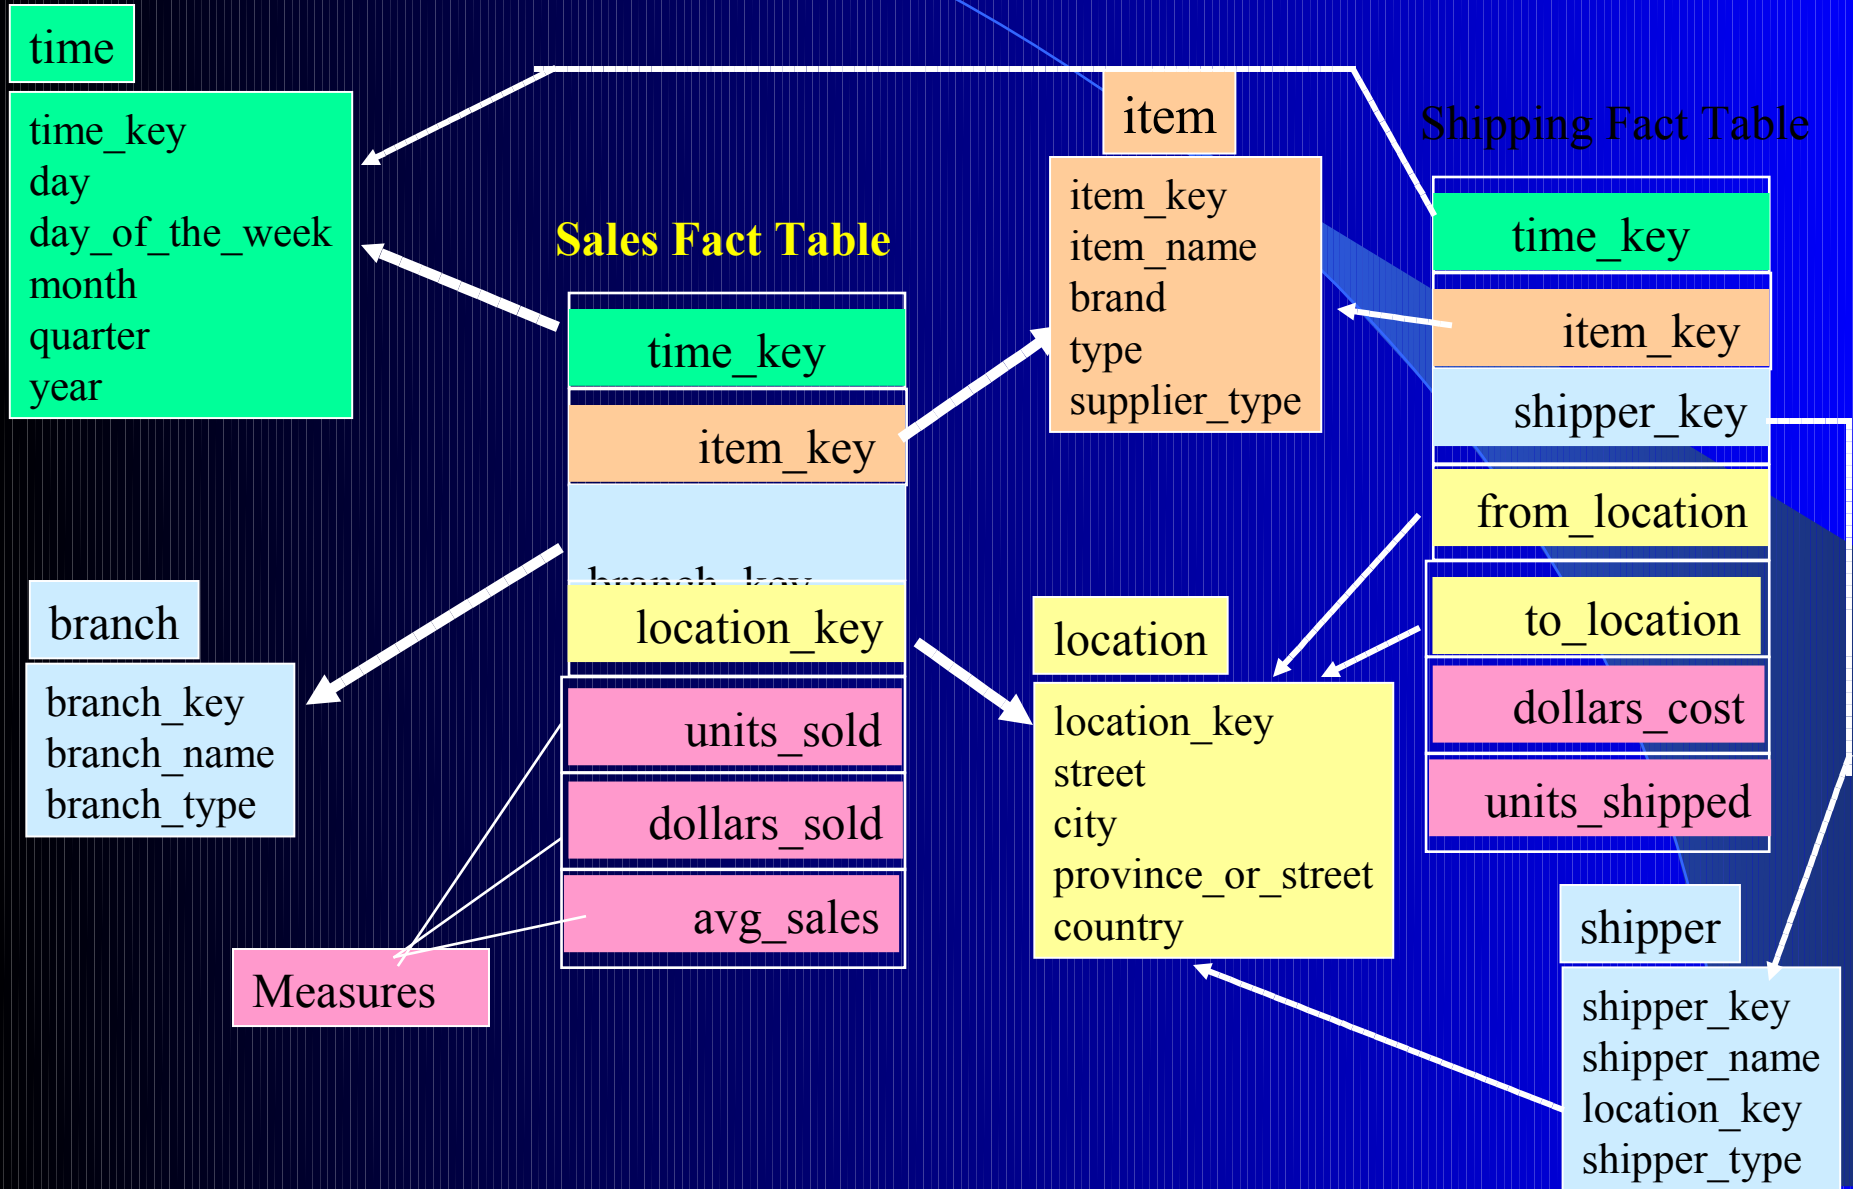 time
time_key
day
day_of_the_week
month
quarter
year
Sales Fact Table
time_key
item_key
branch_key
location_key
units_sold
dollars_sold
avg_sales
Measures
branch
branch_key
branch_name
branch_type
item
item_key
item_name
brand
type
supplier_type
location
location_key
street
city
province_or_street
country
Shipping Fact Table
time_key
item_key
shipper_key
from_location
to_location
dollars_cost
units_shipped
shipper
shipper_key
shipper_name
location_key
shipper_type